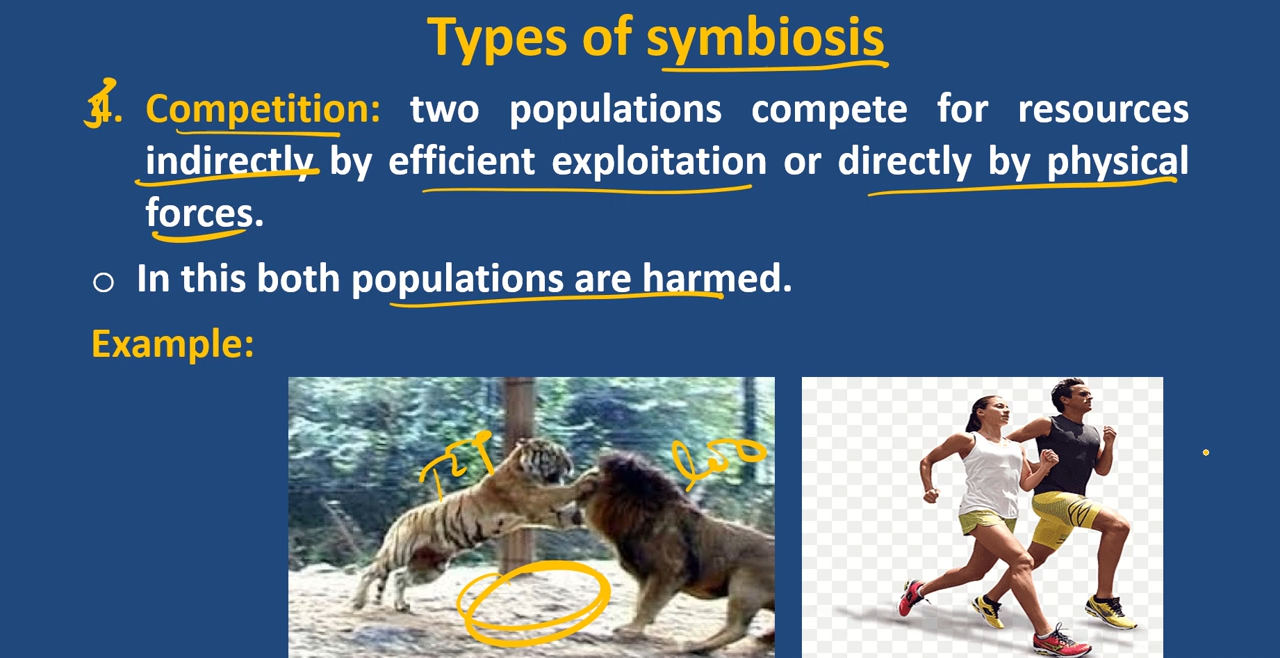 Types of symbiosis
4. Competition: two populations compete for resources
indirectly by efficient exploitation or directly by physical
forces.
o In this both populations are harmed.
Example: